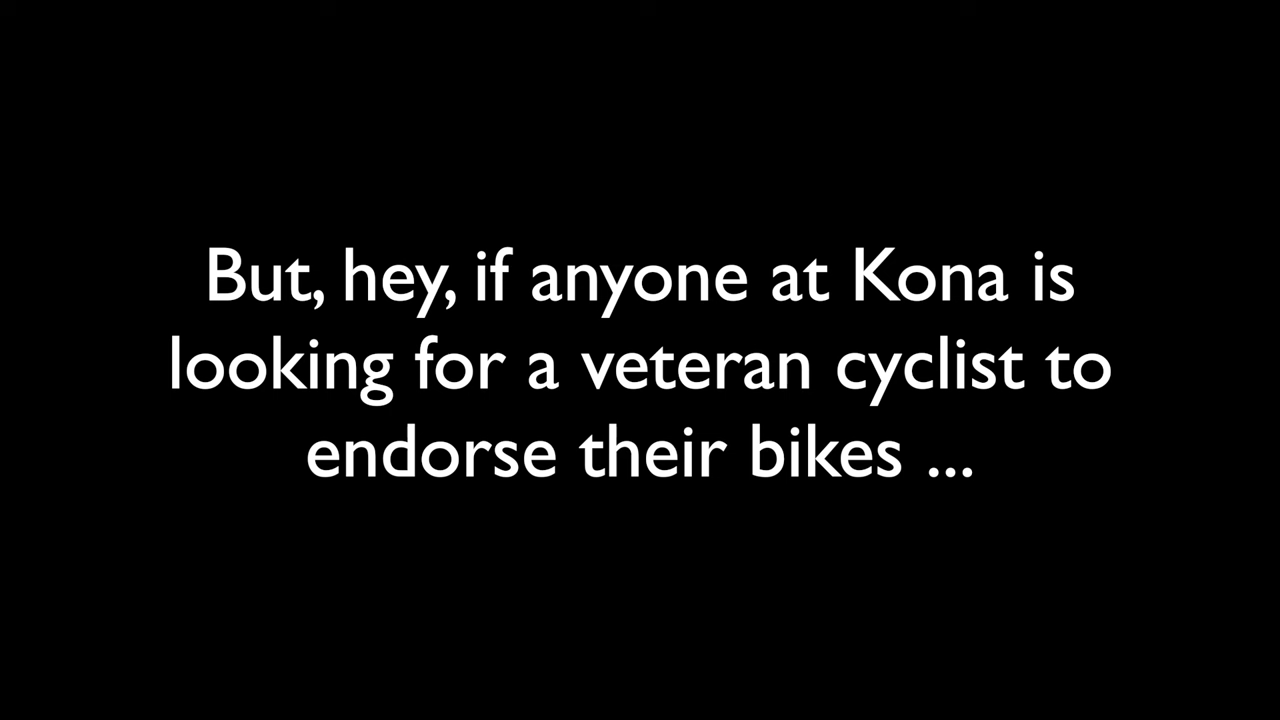 But, hey, if anyone at Kona is
looking for a veteran cyclist to
endorse their bikes ...